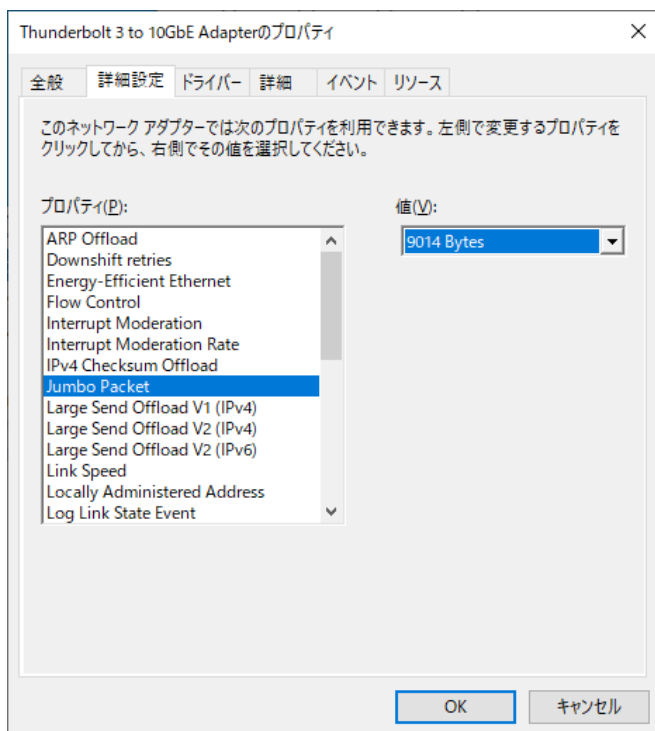 Thunderbolt 3 to 10GbE Adapterのプロパティ
全般 詳細設定 ドライバー 詳細 イベント リソース
このネットワーク アダプターでは次のプロパティを利用できます。左側で変更するプロパティを
クリックしてから、右側でその値を選択してください。
プロパティ(P):
値(V):
ARP Offload
Downshift retries
Energy-Efficient Ethernet
Flow Control
Interrupt Moderation
Interrupt Moderation Rate
IPv4 Checksum Offload
Jumbo Packet
Large Send Offload V1 (IPv4)
Large Send Offload V2 (IPv4)
Large Send Offload V2 (IPv6)
Link Speed
Locally Administered Address
Log Link State Event
9014 Bytes
OK
キャンセル